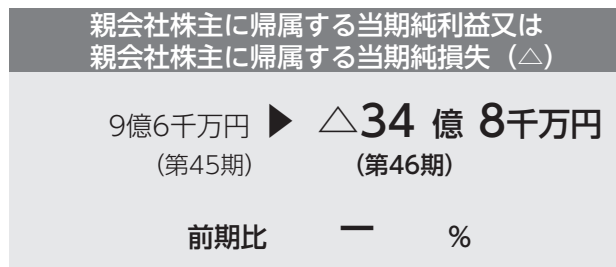 親会社株主に帰属する当期純利益又は
親会社株主に帰属する当期純損失（△）
9億6千万円 ▶ △34 億 8千万円
(第45期) (第46期)
前期比 ー %